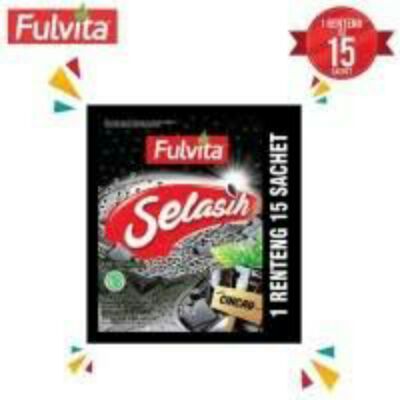 Fulvita
1 RENTENG
15
SACHET
Fulvita
Selasih
CINCAU
1 RENTENG 15 SACHET